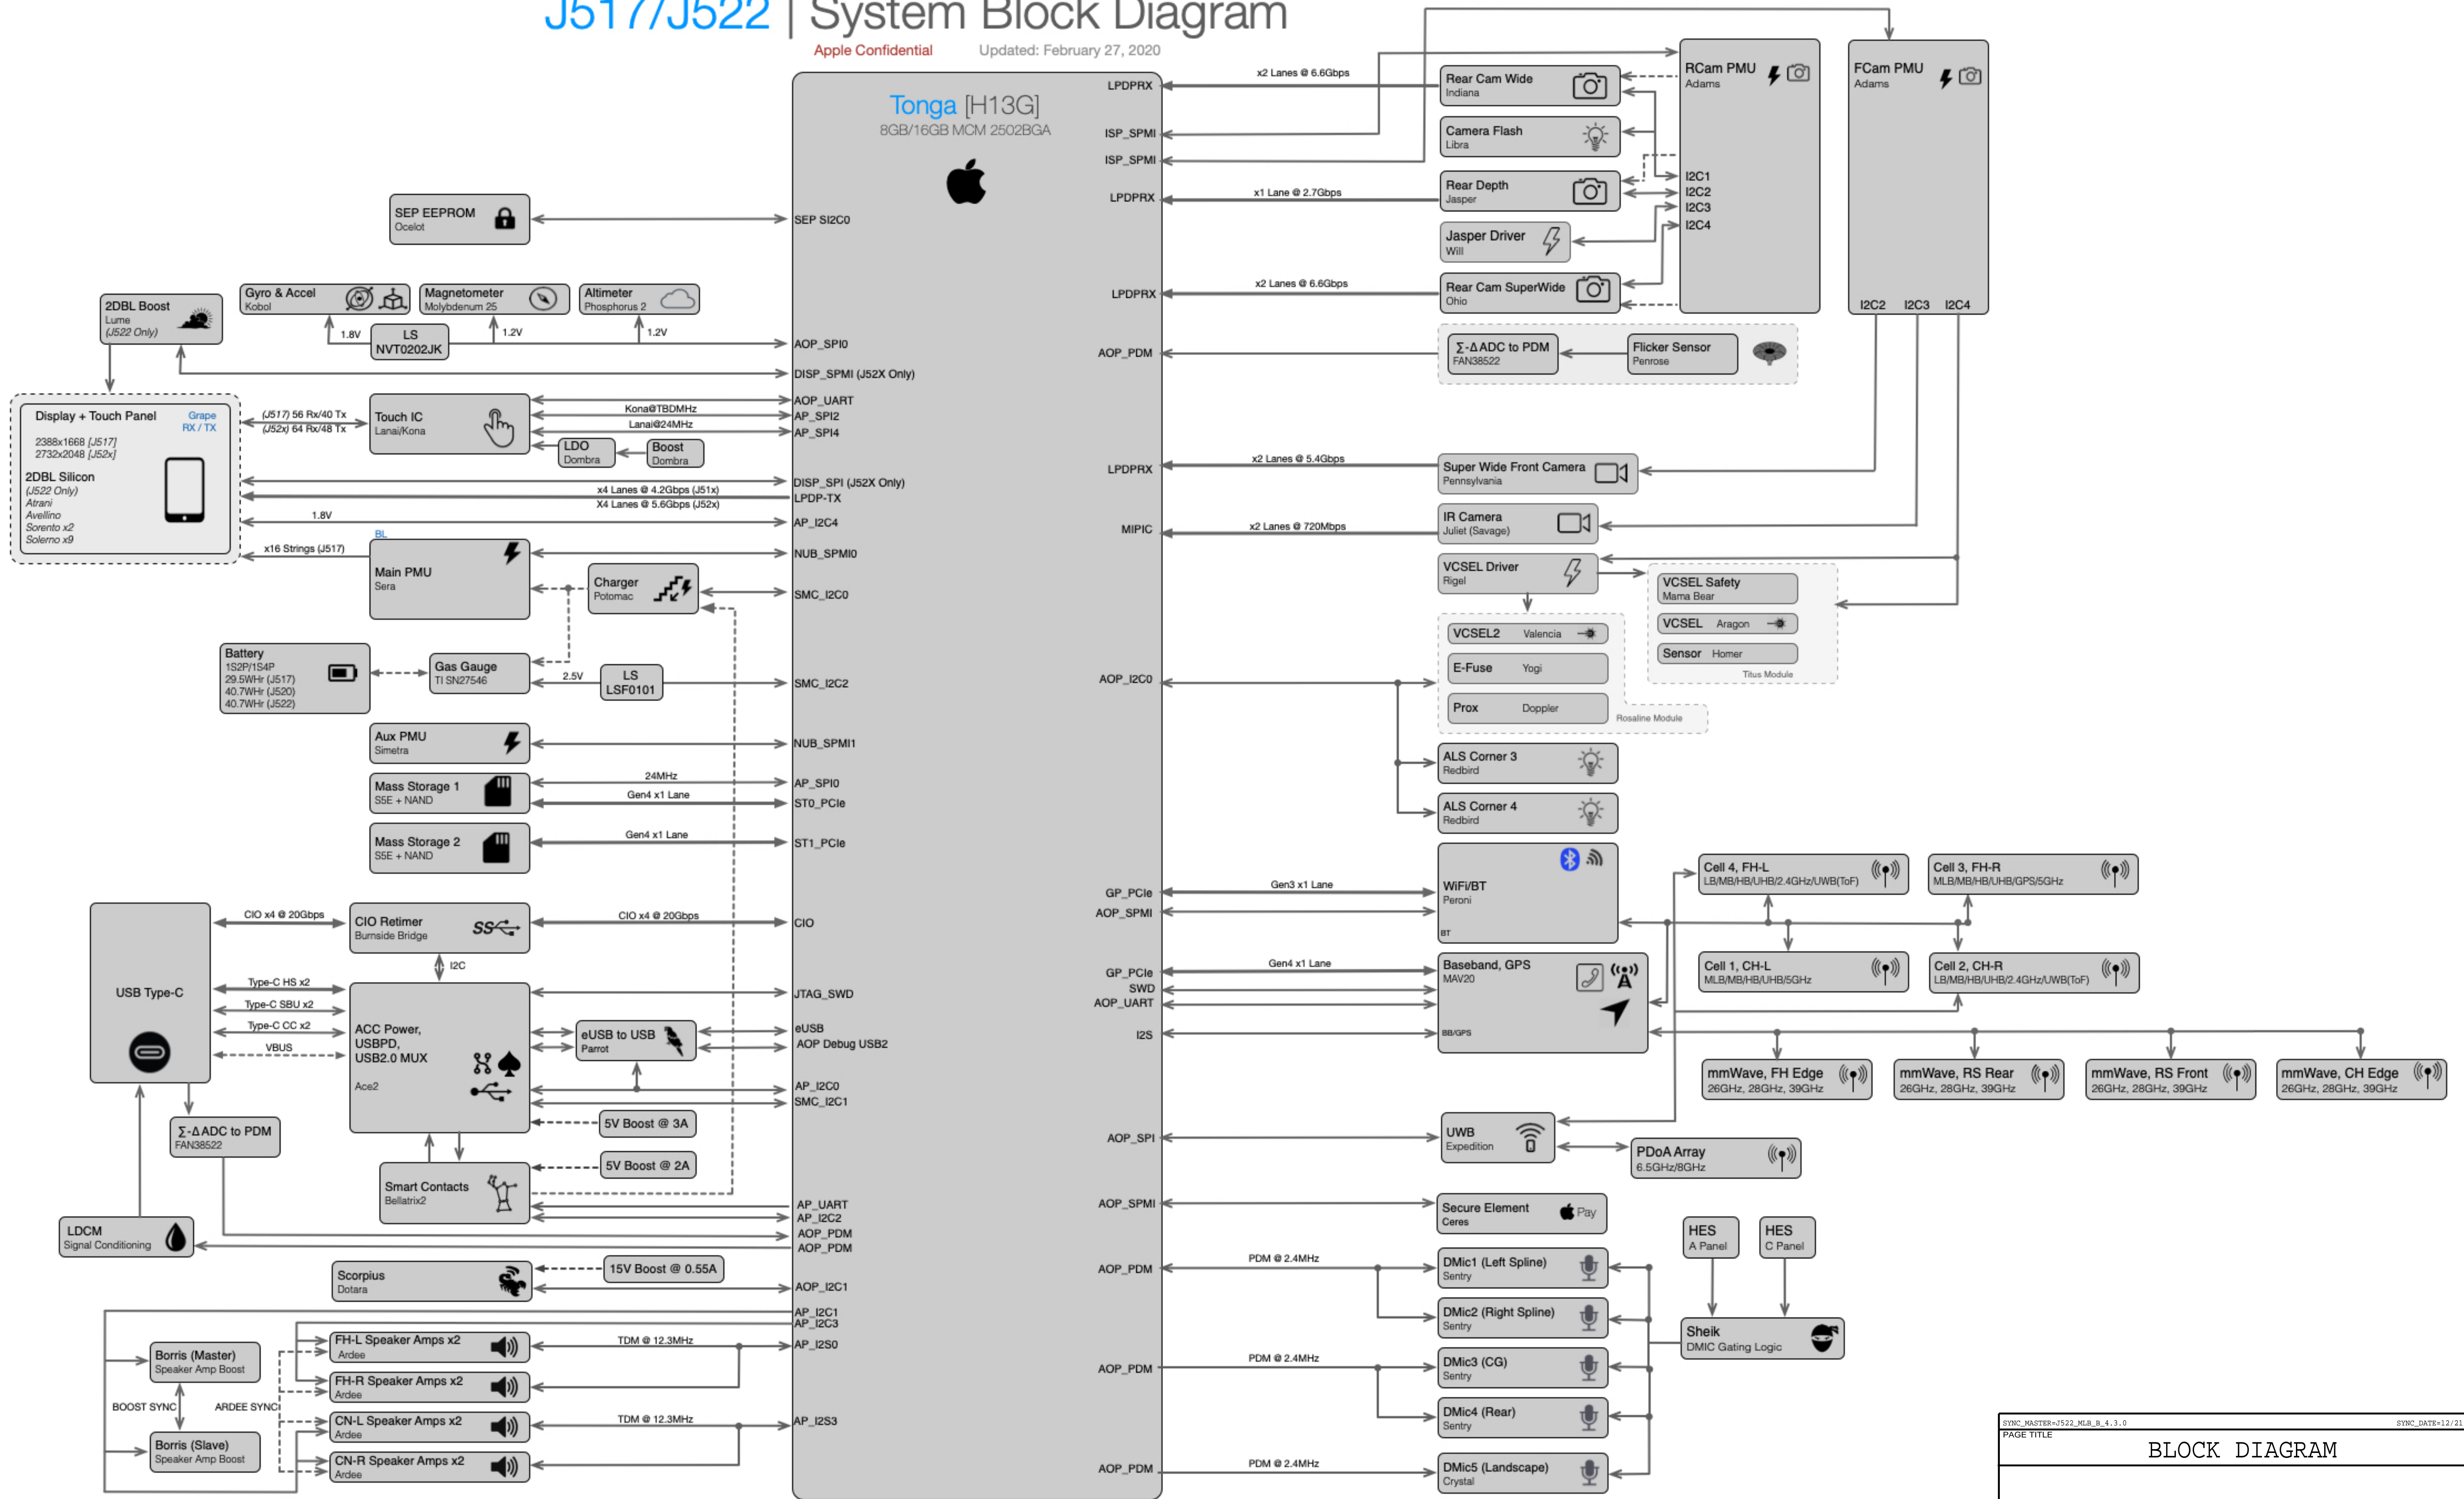 J517/J522 | System Block Diagram
Apple Confidential Updated: February 27, 2020
Tonga [H13G]
8GB/16GB MCM 2502BGA
SEP EEPROM
Ocelot
SEP SI2C0
2DBL Boost
Lume
(J522 Only)
Gyro & Accel
Kobol
Magnetometer
Molybdenum 25
Altimeter
Phosphorus 2
1.8V
LS
NVT0202JK
1.2V
1.2V
AOP_SPI0
DISP_SPMI (J52X Only)
Display + Touch Panel
Grape
RX / TX
2388x1668 [J517]
2732x2048 [J52x]
2DBL Silicon
(J522 Only)
Atrani
Avellino
Sorento x2
Solerno x9
(J517) 56 Rx/40 Tx
(J52x) 64 Rx/48 Tx
Touch IC
Lanai/Kona
AOP_UART
Kona@TBDMHz
AP_SPI2
Lanai@24MHz
AP_SPI4
LDO
Dombra
Boost
Dombra
DISP_SPI (J52X Only)
x4 Lanes @ 4.2Gbps (J51x)
LPDP-TX
X4 Lanes @ 5.6Gbps (J52x)
1.8V
AP_I2C4
BL
x16 Strings (J517)
Main PMU
Sera
NUB_SPMI0
Charger
Potomac
SMC_I2C0
Battery
1S2P/1S4P
29.5WHr (J517)
40.7WHr (J520)
40.7WHr (J522)
Gas Gauge
TI SN27546
2.5V
LS
LSF0101
SMC_I2C2
Aux PMU
Simetra
NUB_SPMI1
Mass Storage 1
S5E + NAND
24MHz
AP_SPI0
Gen4 x1 Lane
ST0_PCIe
Mass Storage 2
S5E + NAND
Gen4 x1 Lane
ST1_PCIe
USB Type-C
CIO x4 @ 20Gbps
CIO Retimer
Burnside Bridge
SS
CIO x4 @ 20Gbps
CIO
I2C
Type-C HS x2
Type-C SBU x2
Type-C CC x2
VBUS
ACC Power,
USBPD,
USB2.0 MUX
Ace2
JTAG_SWD
eUSB to USB
Parrot
eUSB
AOP Debug USB2
AP_I2C0
SMC_I2C1
5V Boost @ 3A
5V Boost @ 2A
∑-Δ ADC to PDM
FAN38522
Smart Contacts
Bellatrix2
AP_UART
AP_I2C2
AOP_PDM
AOP_PDM
LDCM
Signal Conditioning
Scorpius
Dotara
15V Boost @ 0.55A
AOP_I2C1
AP_I2C1
AP_I2C3
Borris (Master)
Speaker Amp Boost
BOOST SYNC
ARDEE SYNC
Borris (Slave)
Speaker Amp Boost
FH-L Speaker Amps x2
Ardee
TDM @ 12.3MHz
AP_I2S0
FH-R Speaker Amps x2
Ardee
CN-L Speaker Amps x2
Ardee
TDM @ 12.3MHz
AP_I2S3
CN-R Speaker Amps x2
Ardee
LPDPRX
x2 Lanes @ 6.6Gbps
Rear Cam Wide
Indiana
RCam PMU
Adams
FCam PMU
Adams
ISP_SPMI
Camera Flash
Libra
ISP_SPMI
LPDPRX
x1 Lane @ 2.7Gbps
Rear Depth
Jasper
I2C1
I2C2
I2C3
I2C4
Jasper Driver
Will
LPDPRX
x2 Lanes @ 6.6Gbps
Rear Cam SuperWide
Ohio
I2C2 I2C3 I2C4
AOP_PDM
∑-Δ ADC to PDM
FAN38522
Flicker Sensor
Penrose
LPDPRX
x2 Lanes @ 5.4Gbps
Super Wide Front Camera
Pennsylvania
MIPIC
x2 Lanes @ 720Mbps
IR Camera
Juliet (Savage)
VCSEL Driver
Rigel
VCSEL Safety
Mama Bear
VCSEL Aragon
Sensor Homer
Titus Module
VCSEL2 Valencia
E-Fuse Yogi
Prox Doppler
Rosaline Module
AOP_I2C0
ALS Corner 3
Redbird
ALS Corner 4
Redbird
GP_PCIe
Gen3 x1 Lane
AOP_SPMI
WiFi/BT
Peroni
BT
Cell 4, FH-L
LB/MB/HB/UHB/2.4GHz/UWB(ToF)
Cell 3, FH-R
MLB/MB/HB/UHB/GPS/5GHz
Cell 1, CH-L
MLB/MB/HB/UHB/5GHz
Cell 2, CH-R
LB/MB/HB/UHB/2.4GHz/UWB(ToF)
GP_PCIe
Gen4 x1 Lane
SWD
AOP_UART
I2S
Baseband, GPS
MAV20
BB/GPS
mmWave, FH Edge
26GHz, 28GHz, 39GHz
mmWave, RS Rear
26GHz, 28GHz, 39GHz
mmWave, RS Front
26GHz, 28GHz, 39GHz
mmWave, CH Edge
26GHz, 28GHz, 39GHz
AOP_SPI
UWB
Expedition
PDoA Array
6.5GHz/8GHz
AOP_SPMI
Secure Element
Ceres
Pay
HES
A Panel
HES
C Panel
AOP_PDM
PDM @ 2.4MHz
DMic1 (Left Spline)
Sentry
DMic2 (Right Spline)
Sentry
Sheik
DMIC Gating Logic
AOP_PDM
PDM @ 2.4MHz
DMic3 (CG)
Sentry
DMic4 (Rear)
Sentry
AOP_PDM
PDM @ 2.4MHz
DMic5 (Landscape)
Crystal
SYNC_MASTER=J522_MLB_B_4.3.0 SYNC_DATE=12/21
PAGE TITLE
BLOCK DIAGRAM